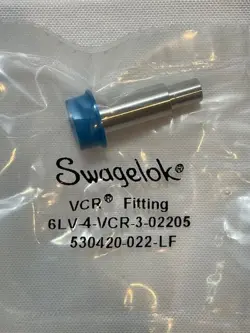 Swagelok®
VCR® Fitting
6LV-4-VCR-3-02205
530420-022-LF